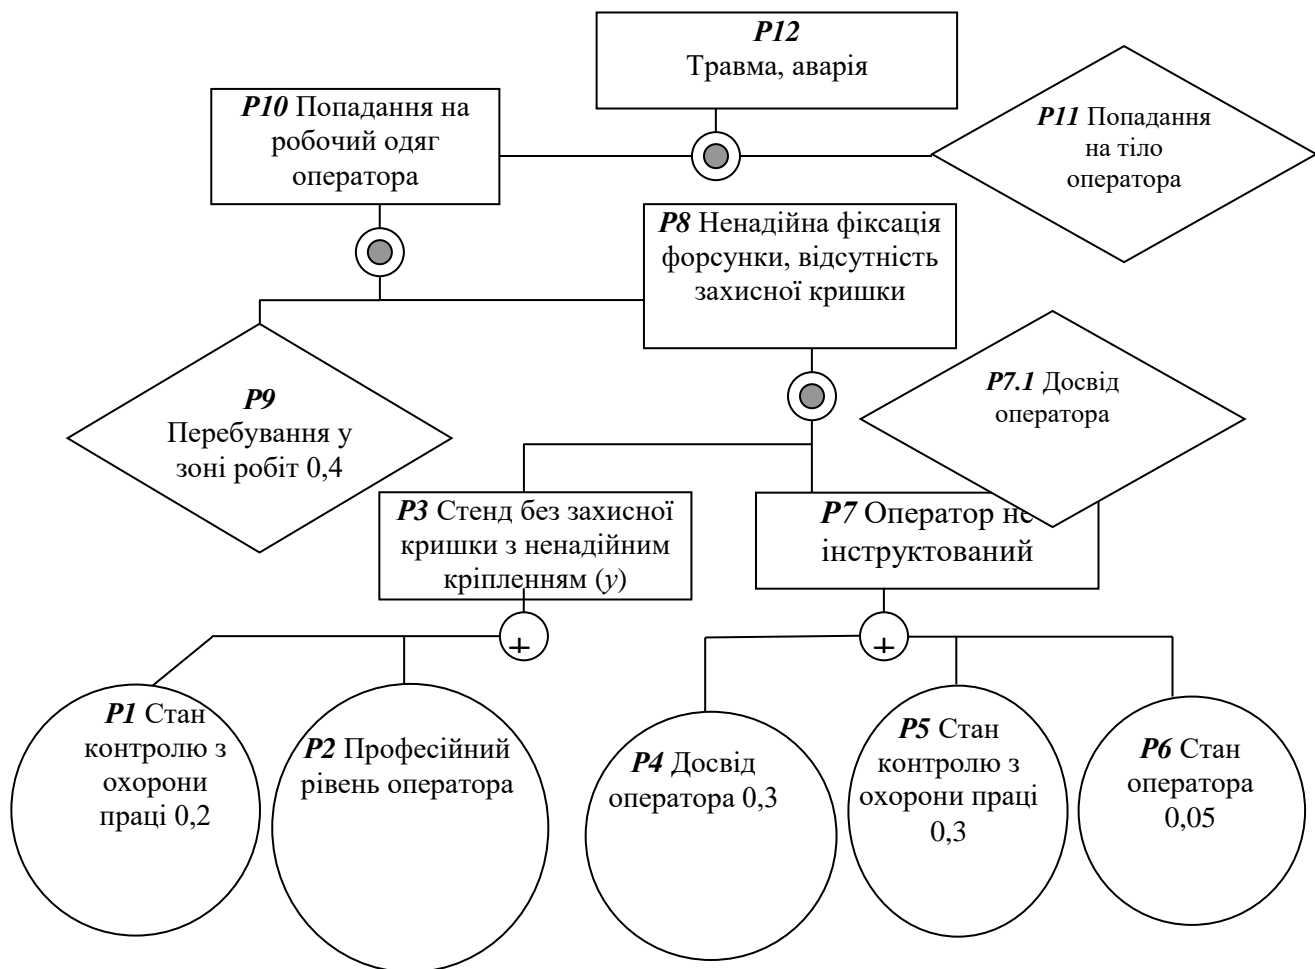 P12
Травма, аварія
P10 Попадання на
робочий одяг
оператора
P11 Попадання
на тіло
оператора
P8 Ненадійна фіксація
форсунки, відсутність
захисної кришки
P9
Перебування у
зоні робіт 0,4
P7.1 Досвід
оператора
P3 Стенд без захисної
кришки з ненадійним
кріпленням (у)
P7 Оператор не
інструктований
+
+
P1 Стан
контролю з
охорони
праці 0,2
P2 Професійний
рівень оператора
P4 Досвід
оператора 0,3
P5 Стан
контролю з
охорони праці
0,3
P6 Стан
оператора
0,05